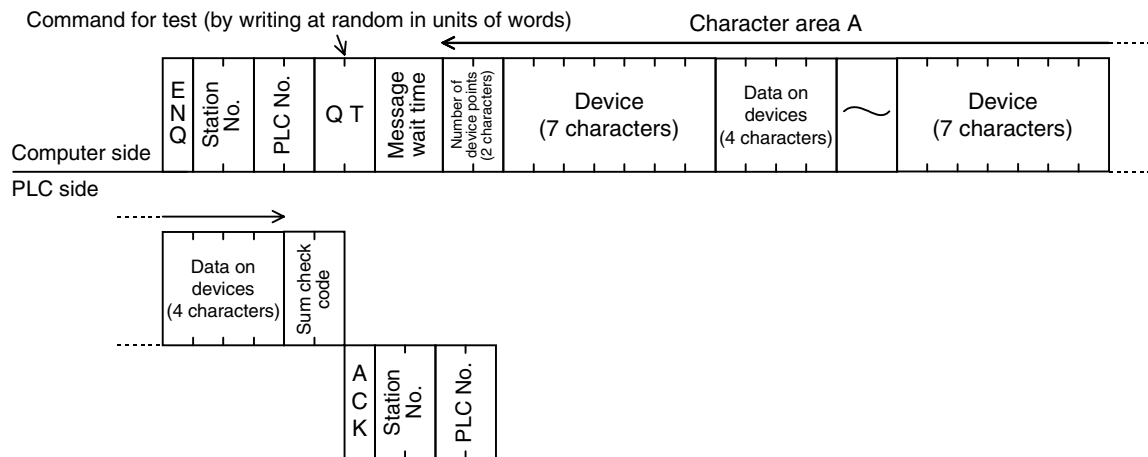 Command for test (by writing at random in units of words)
Character area A
E
N
Q
Station
No.
PLC No.
Q T
Message
wait time
Number of
device points
(2 characters)
Device
(7 characters)
Data on
devices
(4 characters)
Device
(7 characters)
Computer side
PLC side
Data on
devices
(4 characters)
Sum check
code
A
C
K
Station
No.
PLC No.